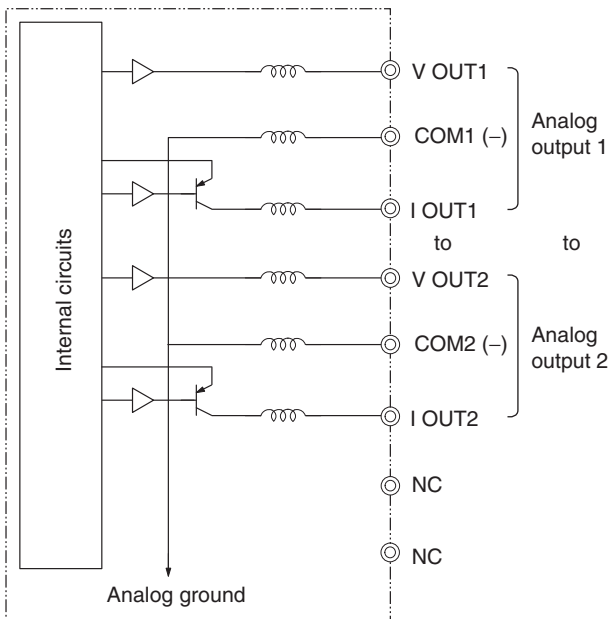 V OUT1
COM1 (–)
I OUT1
Analog
output 1
to
to
V OUT2
COM2 (–)
I OUT2
Analog
output 2
NC
NC
Internal circuits
Analog ground